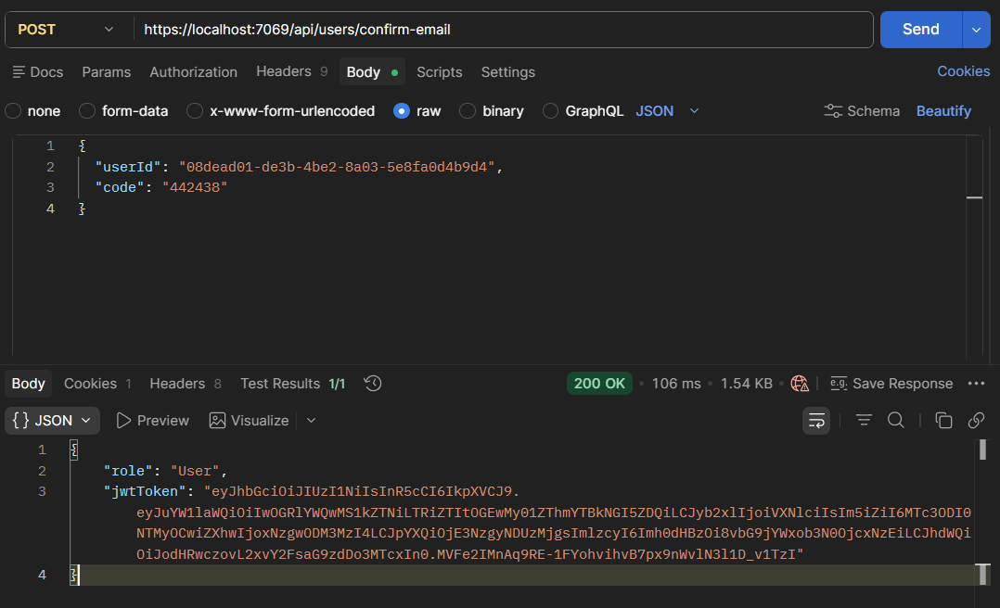 POST https://localhost:7069/api/users/confirm-email Send
Docs Params Authorization Headers 9 Body Scripts Settings Cookies
none form-data x-www-form-urlencoded raw binary GraphQL JSON Schema Beautify
1 {
2 "userId": "08dead01-de3b-4be2-8a03-5e8fa0d4b9d4",
3 "code": "442438"
4 }
Body Cookies 1 Headers 8 Test Results 1/1 200 OK • 106 ms • 1.54 KB • e.g. Save Response
{} JSON Preview Visualize
1 {
2 "role": "User",
3 "jwtToken": "eyJhbGciOiJIUzI1NiIsInR5cCI6IkpXVCJ9.
eyJuYW1laWQiOiIwOGRlYWQwMS1kZTNiLTRiZTItOGEwMy01ZThmYTBkNGI5ZDQiLCJyb2xlIjoiVXNlciIsIm5iZiI6MTc3ODI0
NTMyOCwiZXhwIjoxNzgwODM3MzI4LCJpYXQiOjE3NzgyNDUzMjgsImlzcyI6Imh0dHBzOi8vbG9jYWxob3N0OjcxNzEiLCJhdWQi
OiJodHRwczovL2xvY2FsaG9zdDo3MTcxIn0.MVFe2IMnAq9RE-1FYohvihvB7px9nWvlN3l1D_v1TzI"
4 }